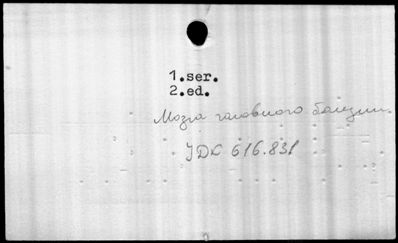 1.ser.
2.ed.
Мозга головного болезни.
УДК 616.831